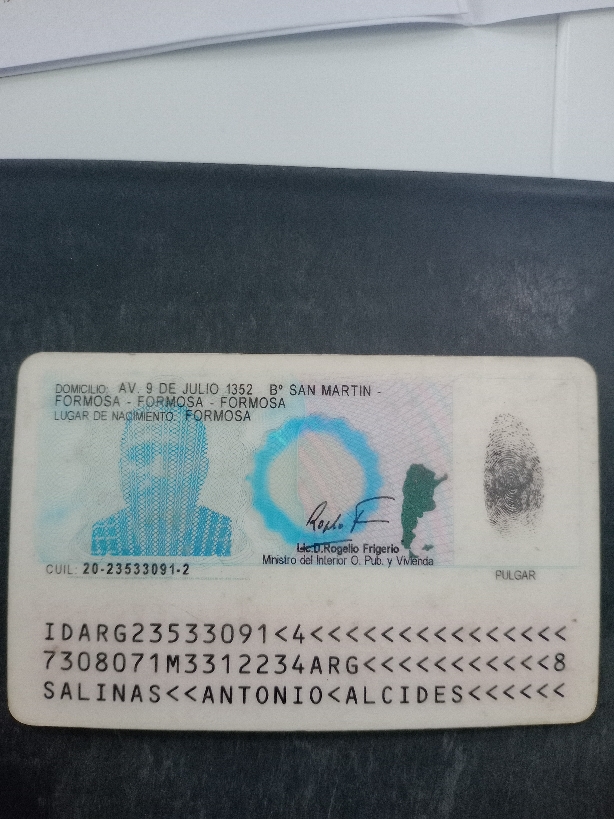 DOMICILIO: AV. 9 DE JULIO 1352 Bº SAN MARTIN -
FORMOSA - FORMOSA - FORMOSA
LUGAR DE NACIMIENTO: FORMOSA
Lic.D.Rogelio Frigerio
Ministro del Interior O. Pub. y Vivienda
CUIL: 20-23533091-2
PULGAR
IDARG23533091<4<<<<<<<<<<<<<<<
7308071M3312234ARG<<<<<<<<<<<8
SALINAS<<ANTONIO<ALCIDES<<<<<<